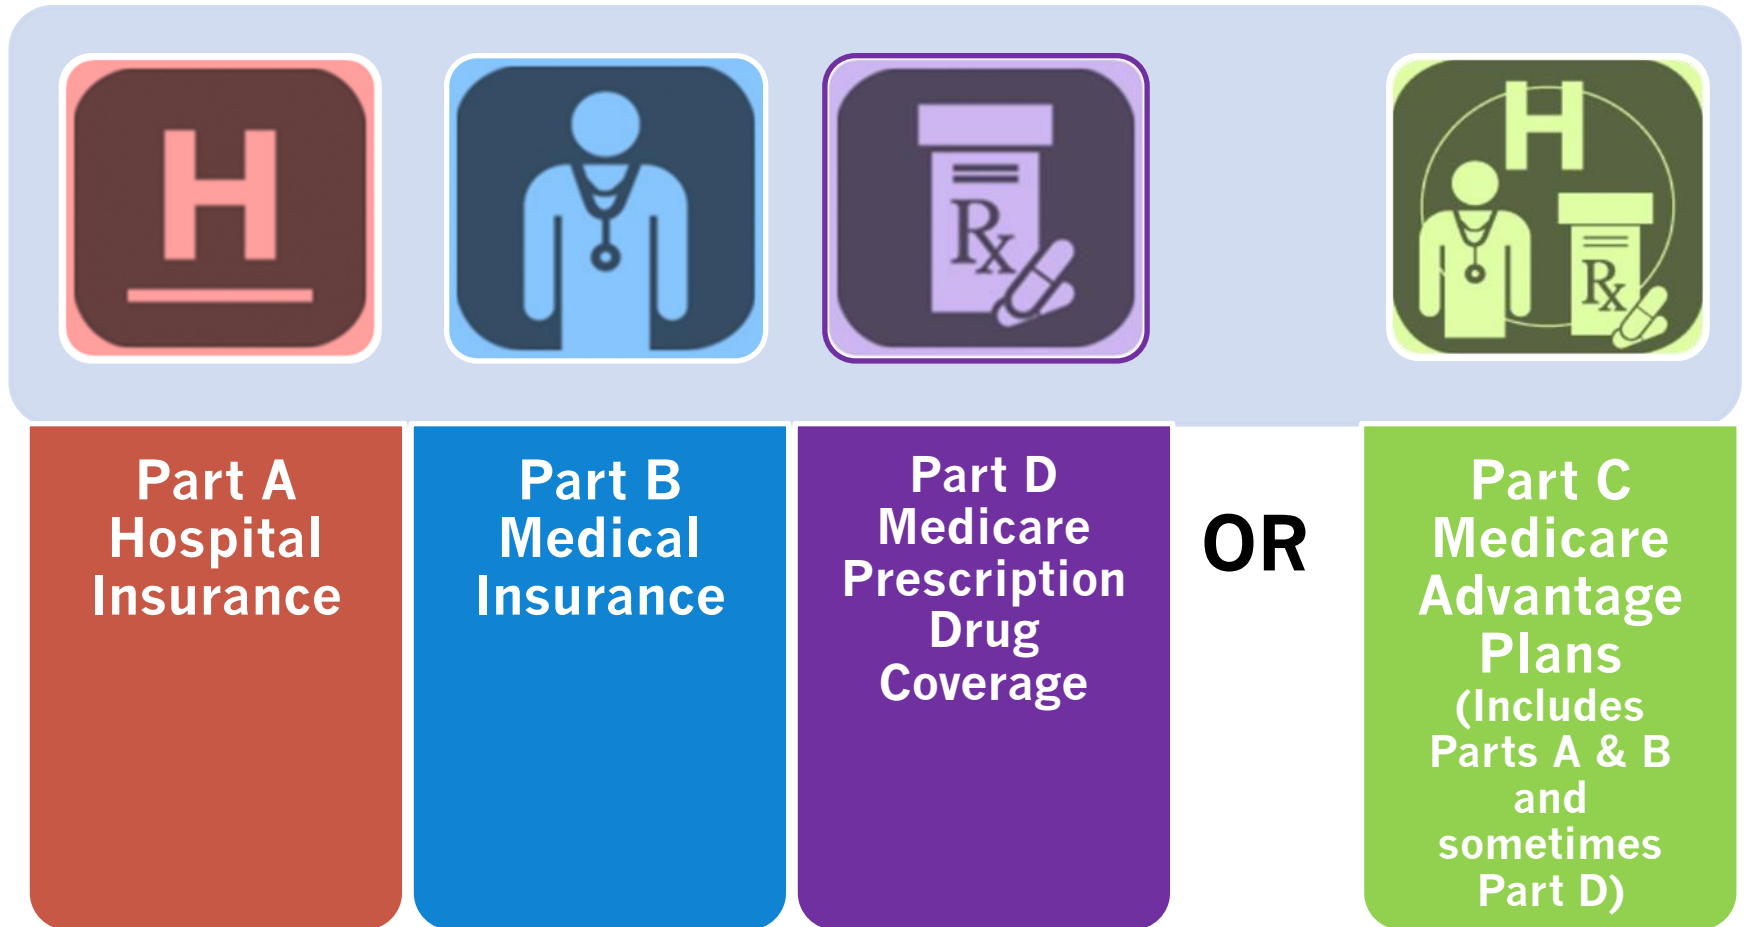 H
Rx
H
Rx
Part A
Hospital
Insurance
Part B
Medical
Insurance
Part D
Medicare
Prescription
Drug
Coverage
OR
Part C
Medicare
Advantage
Plans
(Includes
Parts A & B
and
sometimes
Part D)